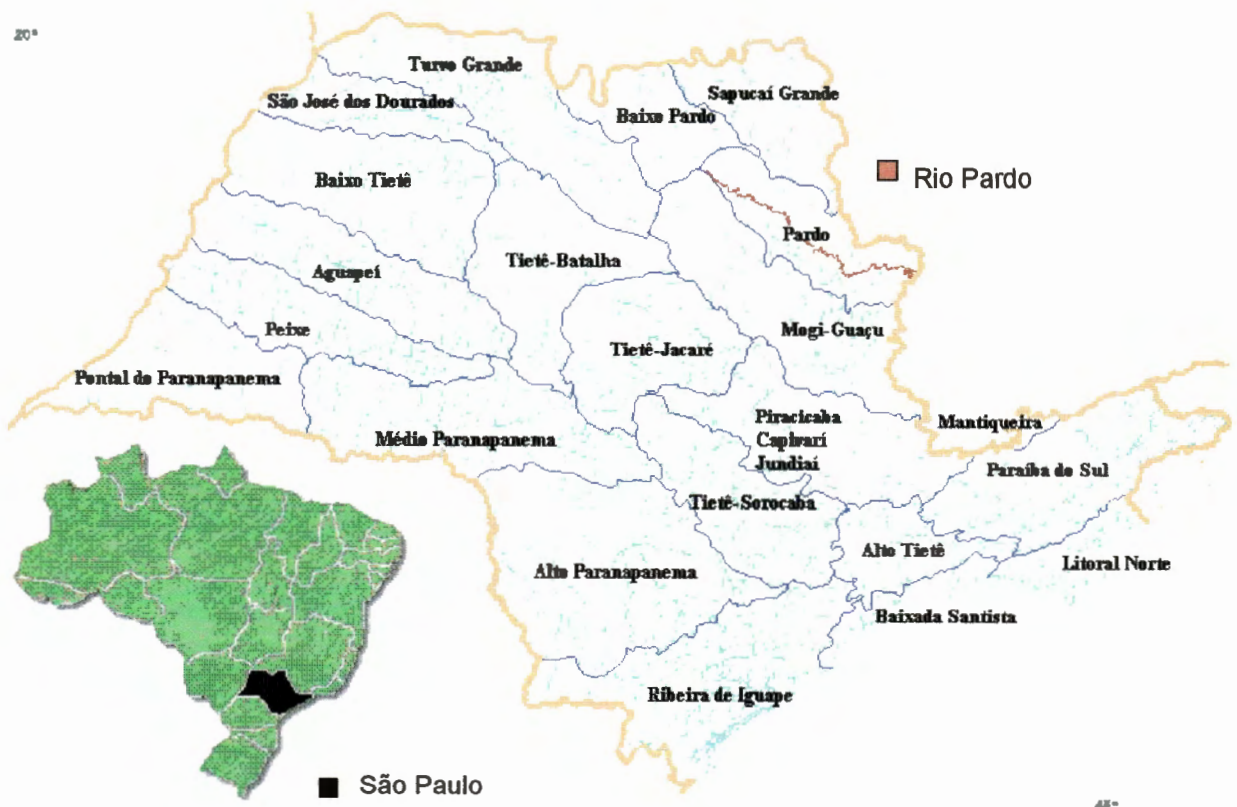 20°
Turvo Grande
Sapucaí Grande
São José dos Dourados
Baixo Pardo
Rio Pardo
Baixo Tietê
Pardo
Tietê-Batalha
Aguapeí
Peixe
Mogi-Guaçu
Tietê-Jacaré
Pontal do Paranapanema
Piracicaba
Capivarí
Jundiaí
Mantiqueira
Médio Paranapanema
Paraíba do Sul
Tietê-Sorocaba
Alto Tietê
Litoral Norte
Alto Paranapanema
Baixada Santista
Ribeira de Iguape
São Paulo